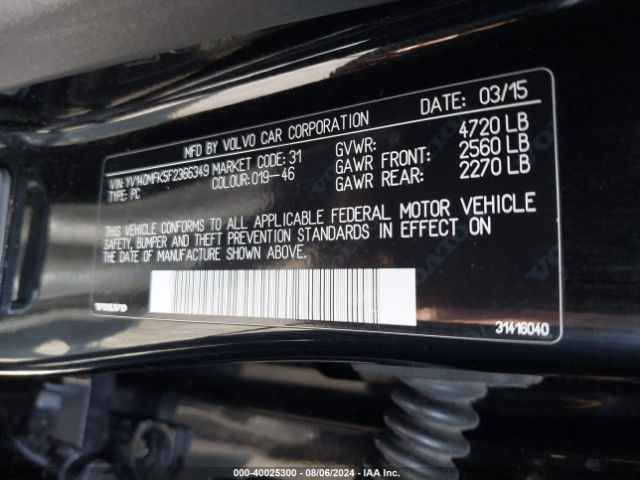 MFD BY VOLVO CAR CORPORATION
DATE: 03/15
VIN: YV140MFK5F2366349
MARKET CODE: 31
GVWR: 4720 LB
TYPE: PC
COLOUR: 019-46
GAWR FRONT: 2560 LB
GAWR REAR: 2270 LB
THIS VEHICLE CONFORMS TO ALL APPLICABLE FEDERAL MOTOR VEHICLE
SAFETY, BUMPER AND THEFT PREVENTION STANDARDS IN EFFECT ON
THE DATE OF MANUFACTURE SHOWN ABOVE.
VOLVO
31416040
000-40025300 - 08/06/2024 - IAA Inc.